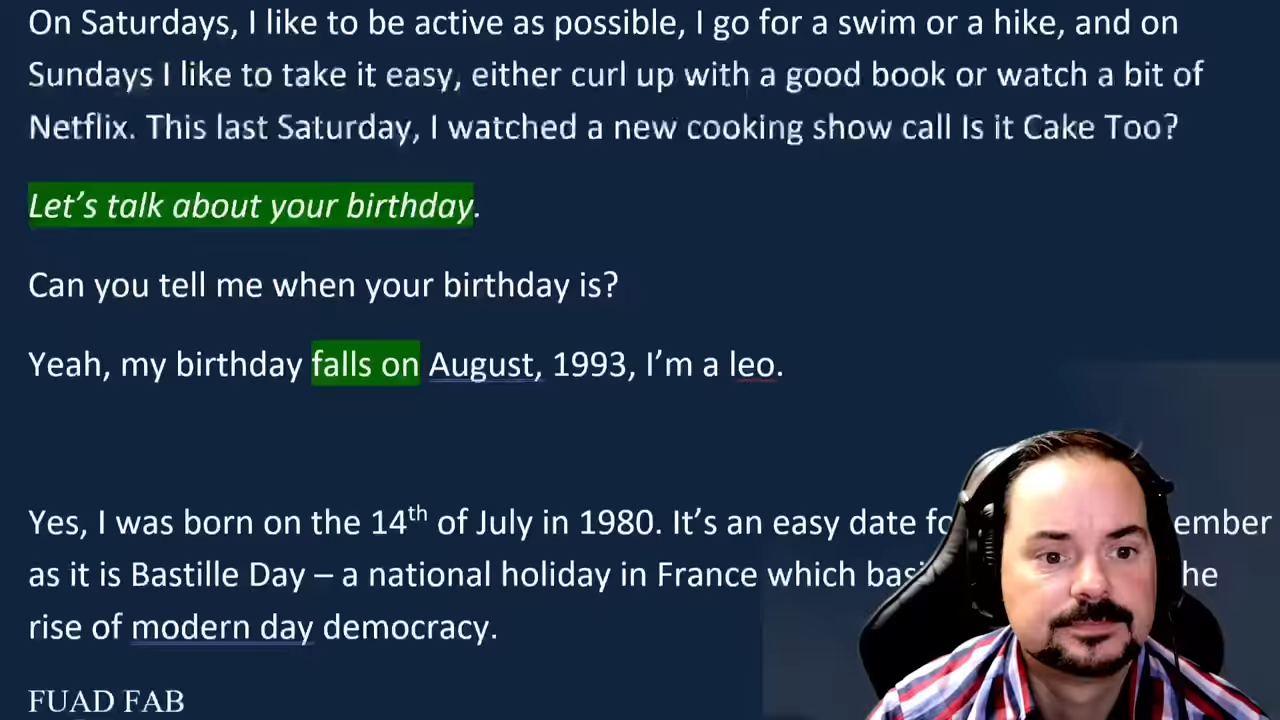 On Saturdays, I like to be active as possible, I go for a swim or a hike, and on
Sundays I like to take it easy, either curl up with a good book or watch a bit of
Netflix. This last Saturday, I watched a new cooking show call Is it Cake Too?
Let's talk about your birthday.
Can you tell me when your birthday is?
Yeah, my birthday falls on August, 1993, I'm a leo.
Yes, I was born on the 14th of July in 1980. It's an easy date
as it is Bastille Day – a national holiday in France which
rise of modern day democracy.
FUAD FAB